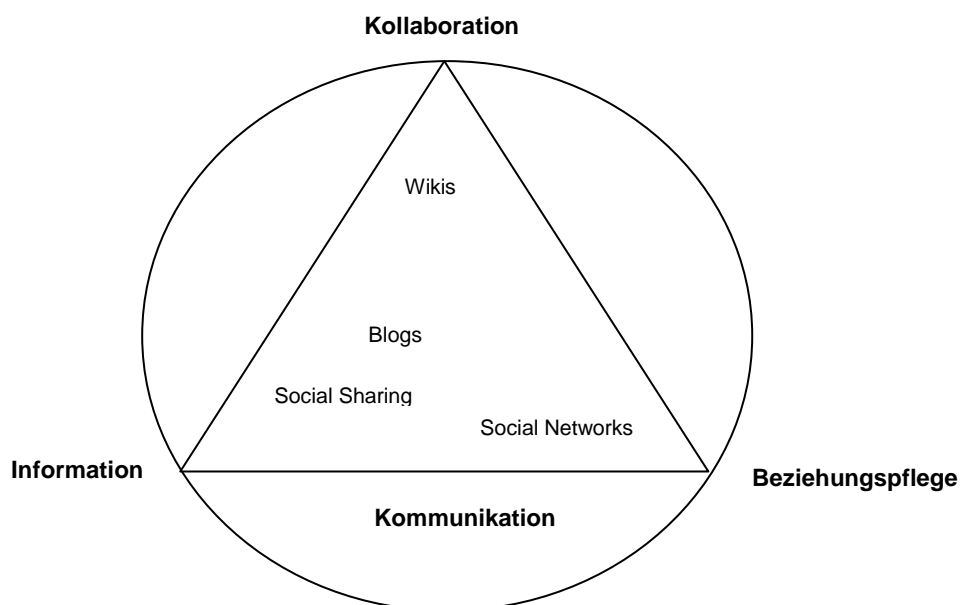 Kollaboration
Wikis
Blogs
Social Sharing
Social Networks
Information
Beziehungspflege
Kommunikation